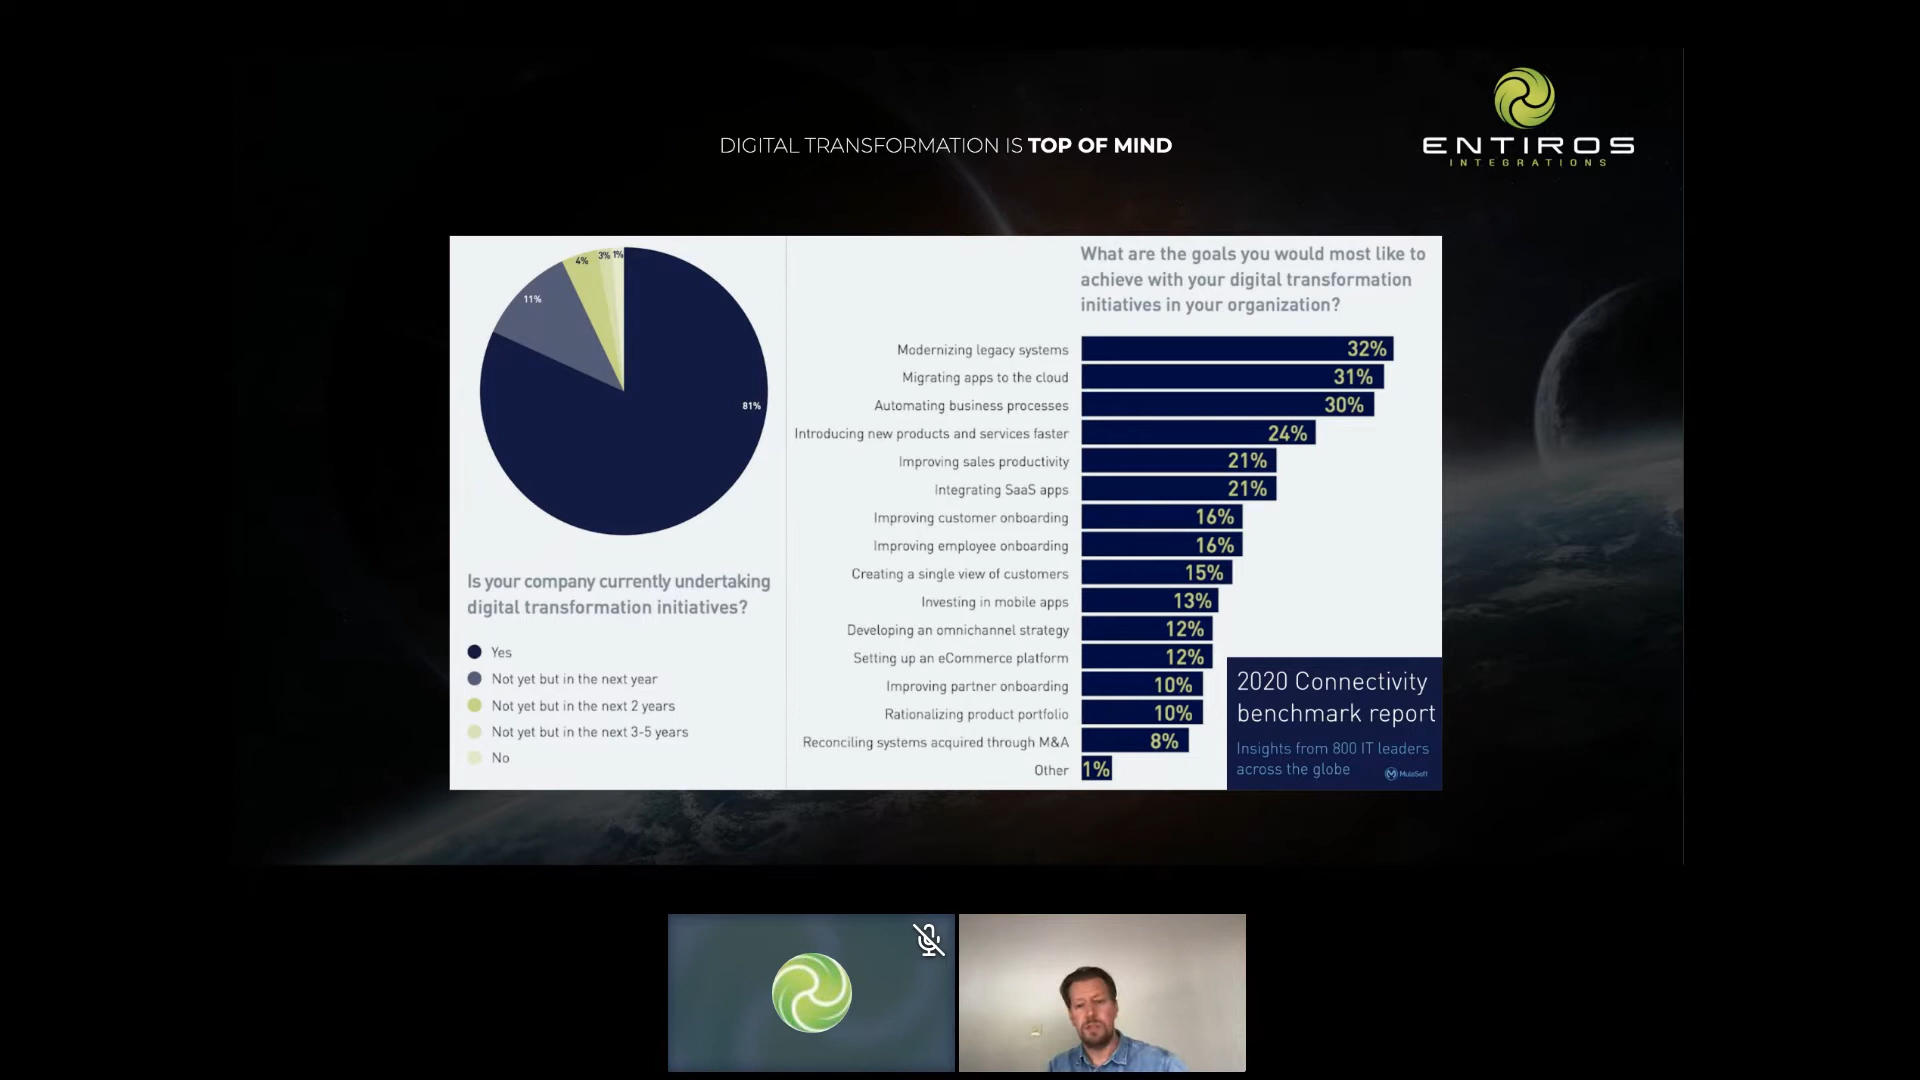 DIGITAL TRANSFORMATION IS TOP OF MIND
ENTIROS
INTEGRATIONS
4%
3%
1%
11%
81%
Is your company currently undertaking
digital transformation initiatives?
Yes
Not yet but in the next year
Not yet but in the next 2 years
Not yet but in the next 3-5 years
No
What are the goals you would most like to
achieve with your digital transformation
initiatives in your organization?
Modernizing legacy systems 32%
Migrating apps to the cloud 31%
Automating business processes 30%
Introducing new products and services faster 24%
Improving sales productivity 21%
Integrating SaaS apps 21%
Improving customer onboarding 16%
Improving employee onboarding 16%
Creating a single view of customers 15%
Investing in mobile apps 13%
Developing an omnichannel strategy 12%
Setting up an eCommerce platform 12%
Improving partner onboarding 10%
Rationalizing product portfolio 10%
Reconciling systems acquired through M&A 8%
Other 1%
2020 Connectivity
benchmark report
Insights from 800 IT leaders
across the globe
MuleSoft